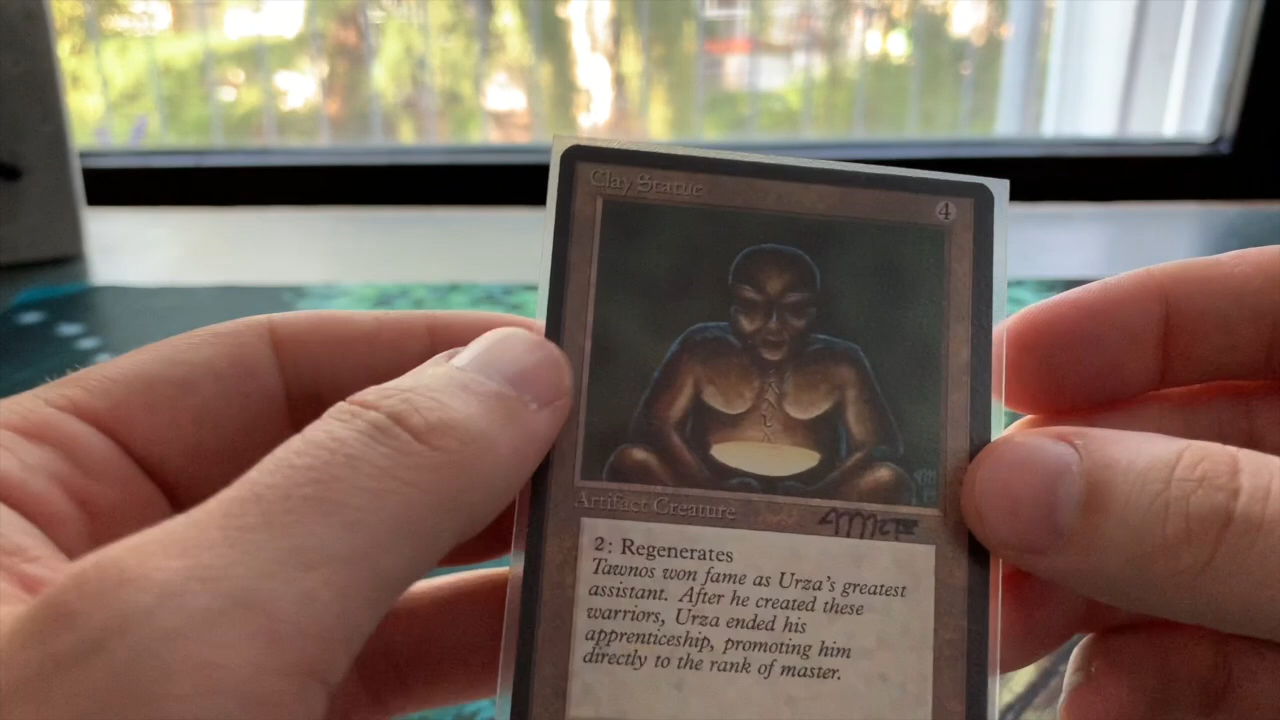 Clay Statue
4
Artifact Creature
2: Regenerates
Tawnos won fame as Urza's greatest
assistant. After he created these
warriors, Urza ended his
apprenticeship, promoting him
directly to the rank of master.